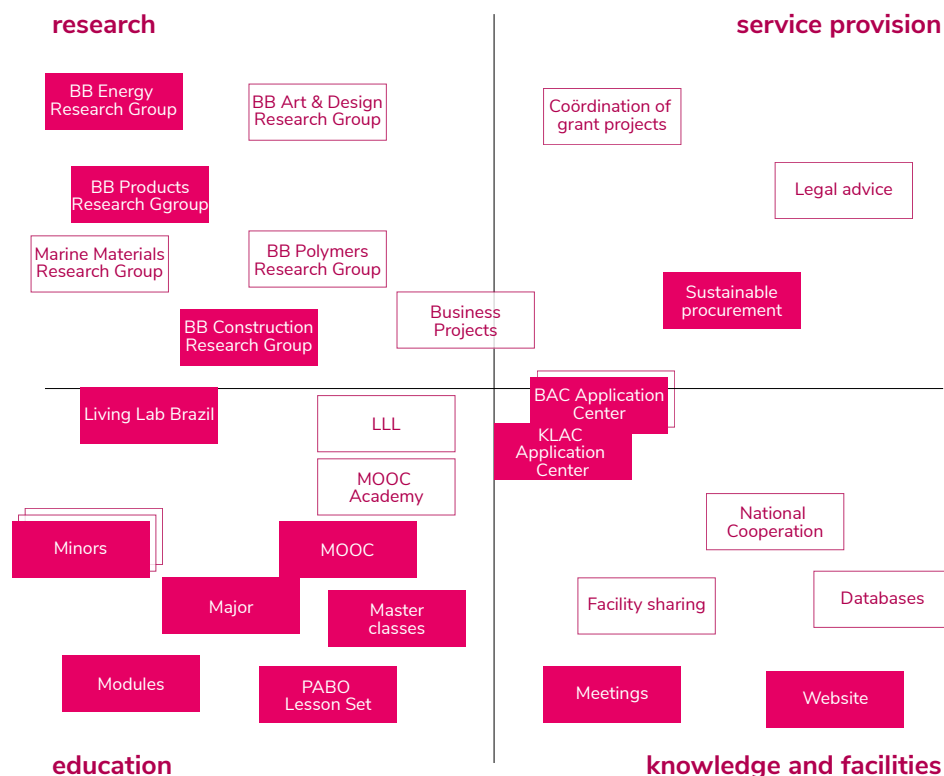 research
service provision
BB Energy
Research Group
BB Art & Design
Research Group
Coördination of
grant projects
BB Products
Research Ggroup
Legal advice
Marine Materials
Research Group
BB Polymers
Research Group
Sustainable
procurement
Business
Projects
BB Construction
Research Group
Living Lab Brazil
LLL
BAC Application
Center
KLAC
Application
Center
MOOC
Academy
National
Cooperation
Minors
MOOC
Major
Master
classes
Facility sharing
Databases
Modules
PABO
Lesson Set
Meetings
Website
education
knowledge and facilities